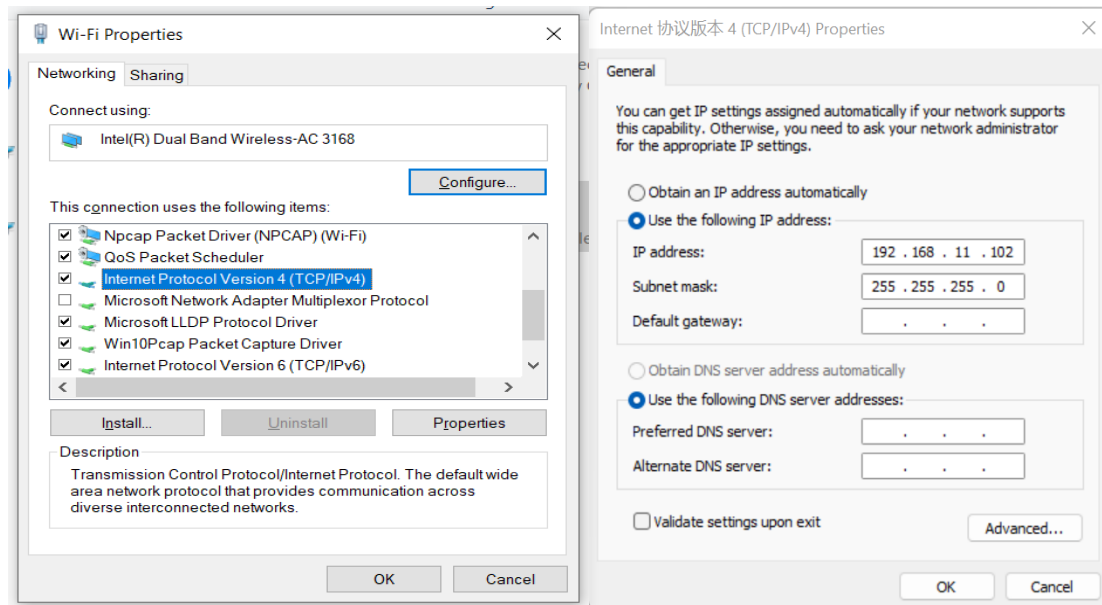 Wi-Fi Properties
Networking
Sharing
Connect using:
Intel(R) Dual Band Wireless-AC 3168
Configure...
This connection uses the following items:
Npcap Packet Driver (NPCAP) (Wi-Fi)
QoS Packet Scheduler
Internet Protocol Version 4 (TCP/IPv4)
Microsoft Network Adapter Multiplexor Protocol
Microsoft LLDP Protocol Driver
Win10Pcap Packet Capture Driver
Internet Protocol Version 6 (TCP/IPv6)
Install...
Uninstall
Properties
Description
Transmission Control Protocol/Internet Protocol. The default wide
area network protocol that provides communication across
diverse interconnected networks.
OK
Cancel
Internet 协议版本 4 (TCP/IPv4) Properties
General
You can get IP settings assigned automatically if your network supports
this capability. Otherwise, you need to ask your network administrator
for the appropriate IP settings.
Obtain an IP address automatically
Use the following IP address:
IP address:
192 . 168 . 11 . 102
Subnet mask:
255 . 255 . 255 . 0
Default gateway:
. . .
Obtain DNS server address automatically
Use the following DNS server addresses:
Preferred DNS server:
. . .
Alternate DNS server:
. . .
Validate settings upon exit
Advanced...
OK
Cancel